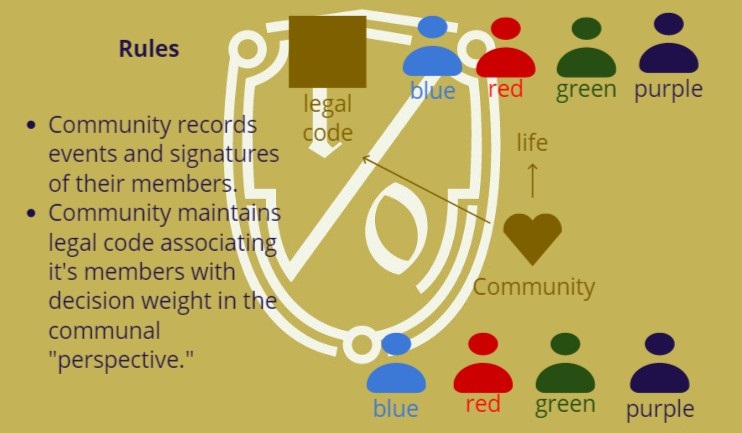 Rules
• Community records
events and signatures
of their members.
• Community maintains
legal code associating
it's members with
decision weight in the
communal
"perspective."
legal
code
blue
red
green
purple
life
Community
blue
red
green
purple